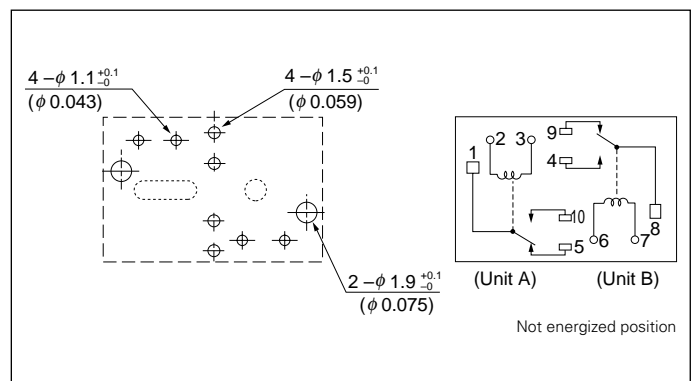 4 –ϕ 1.1 +0.1 –0
(ϕ 0.043)
4 –ϕ 1.5 +0.1 –0
(ϕ 0.059)
2 –ϕ 1.9 +0.1 –0
(ϕ 0.075)
1
2
3
9
4
10
5
6
7
8
(Unit A)
(Unit B)
Not energized position